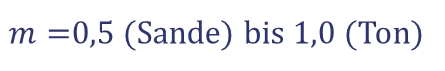 m =0,5 (Sande) bis 1,0 (Ton)